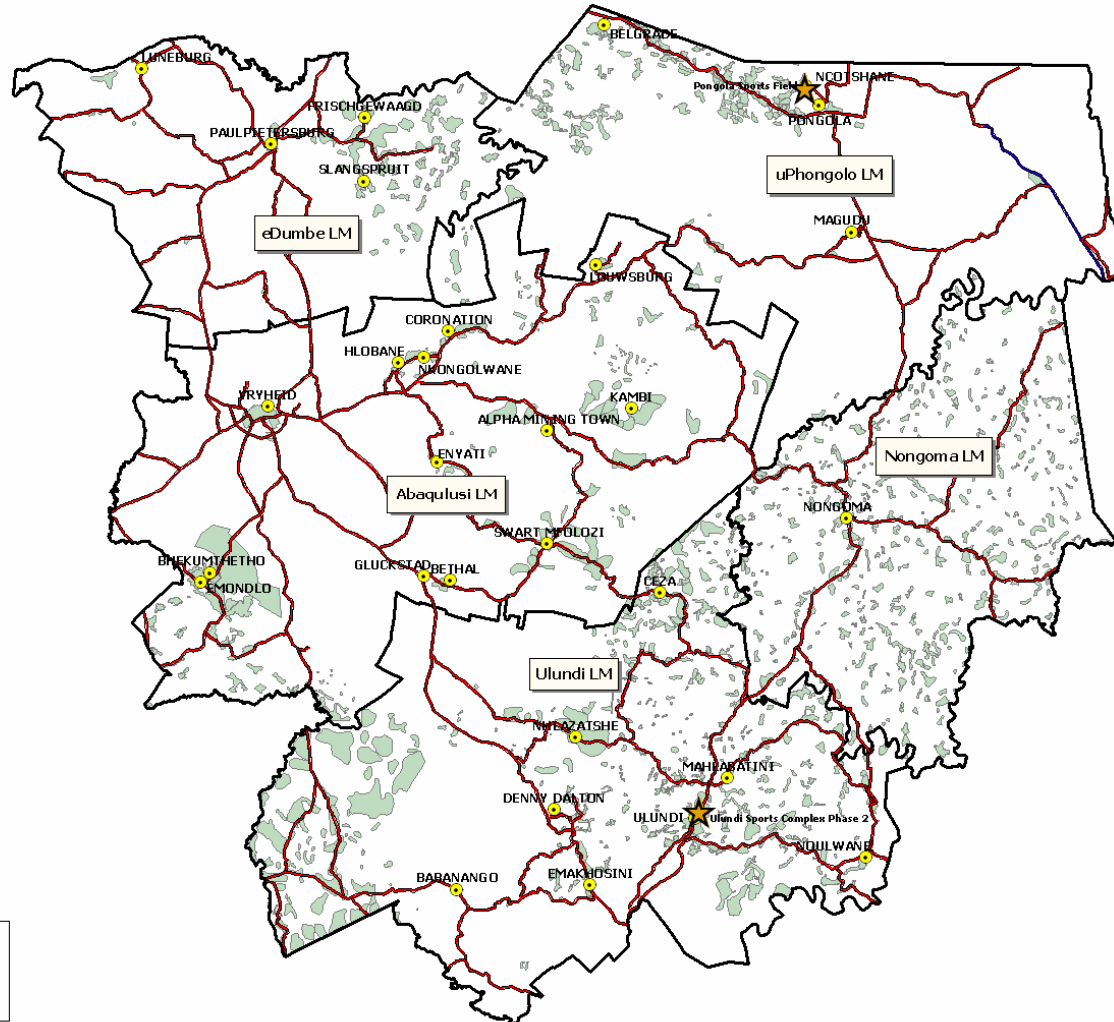 BELGRADE
LUNEBURG
NCOTSHANE
Pongola Sports Field
FRISCHGEWAAGD
PONGOLA
PAULPIETERSBURG
SLANGSPRUIT
uPhongolo LM
MAGUDU
eDumbe LM
LOUWSBURG
CORONATION
HLOBANE
NKONGOLWANE
VRYHEID
KAMBI
ALPHA MINING TOWN
ENYATI
Nongoma LM
Abaqulusi LM
NONGOMA
SWART MFOLOZI
BHEKUMTHETHO
GLUCKSTAD
BETHAL
EMONDLO
CEZA
Ulundi LM
NHLAZATSHE
MAHLABATINI
DENNY DALTON
ULUNDI
Ulundi Sports Complex Phase 2
NQULWANE
BABANANGO
EMAKHOSINI